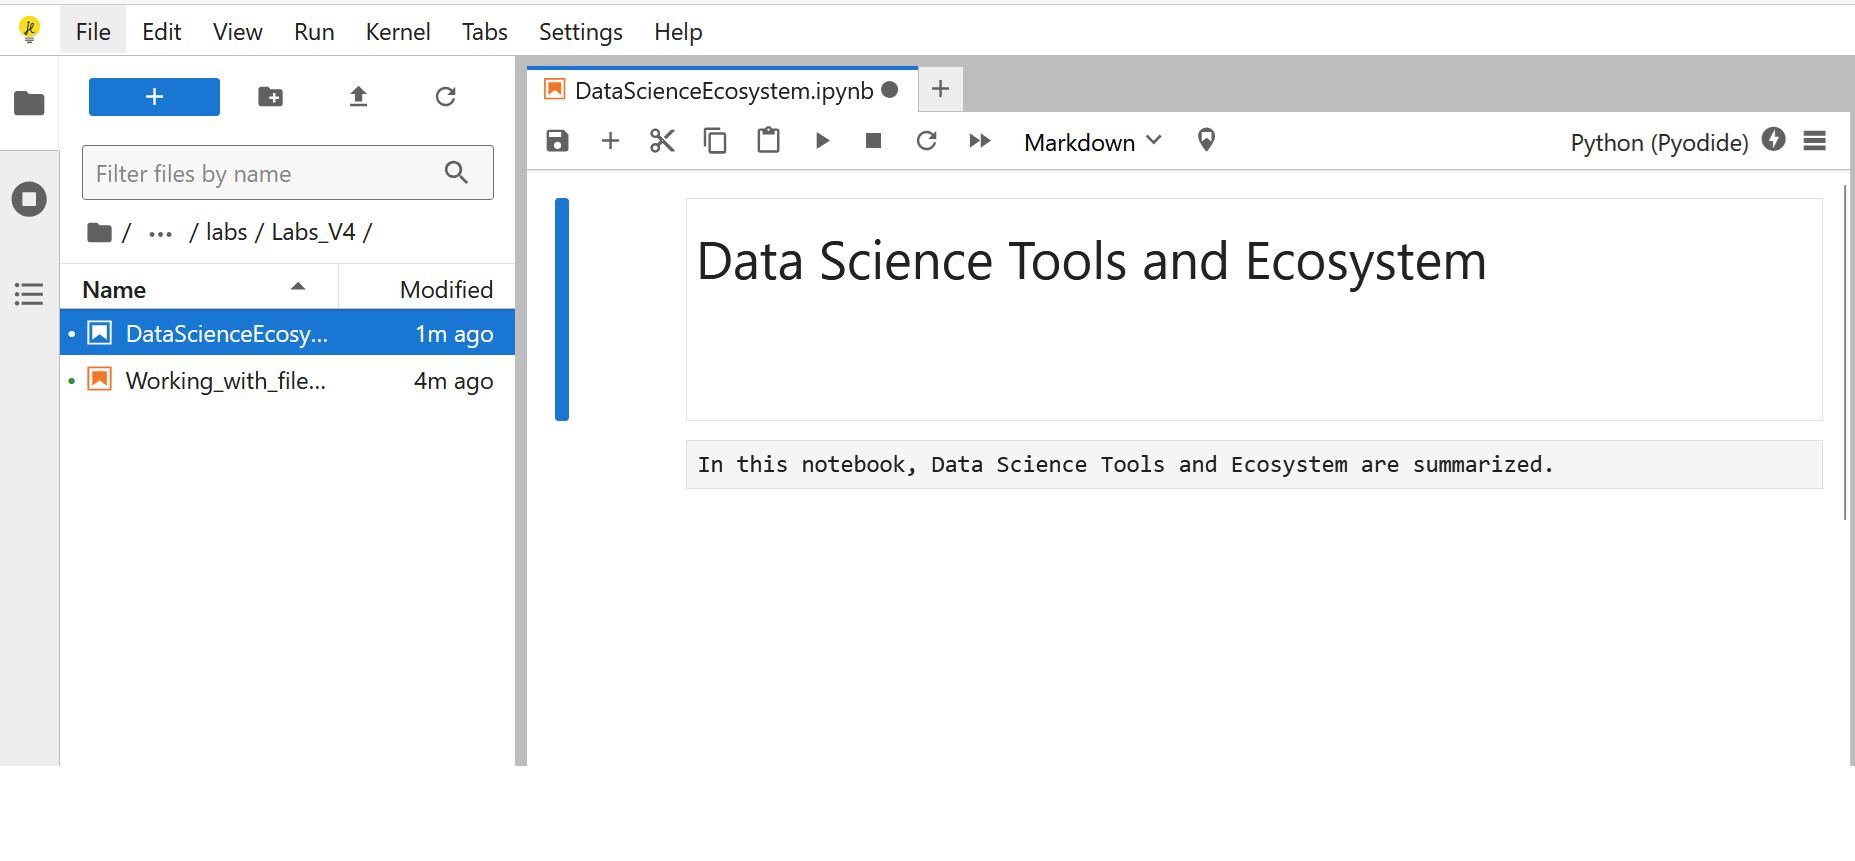 File Edit View Run Kernel Tabs Settings Help
+
Filter files by name
/ ... / labs / Labs_V4 /
Name Modified
DataScienceEcosy... 1m ago
Working_with_file... 4m ago
DataScienceEcosystem.ipynb
Markdown
Python (Pyodide)
Data Science Tools and Ecosystem
In this notebook, Data Science Tools and Ecosystem are summarized.